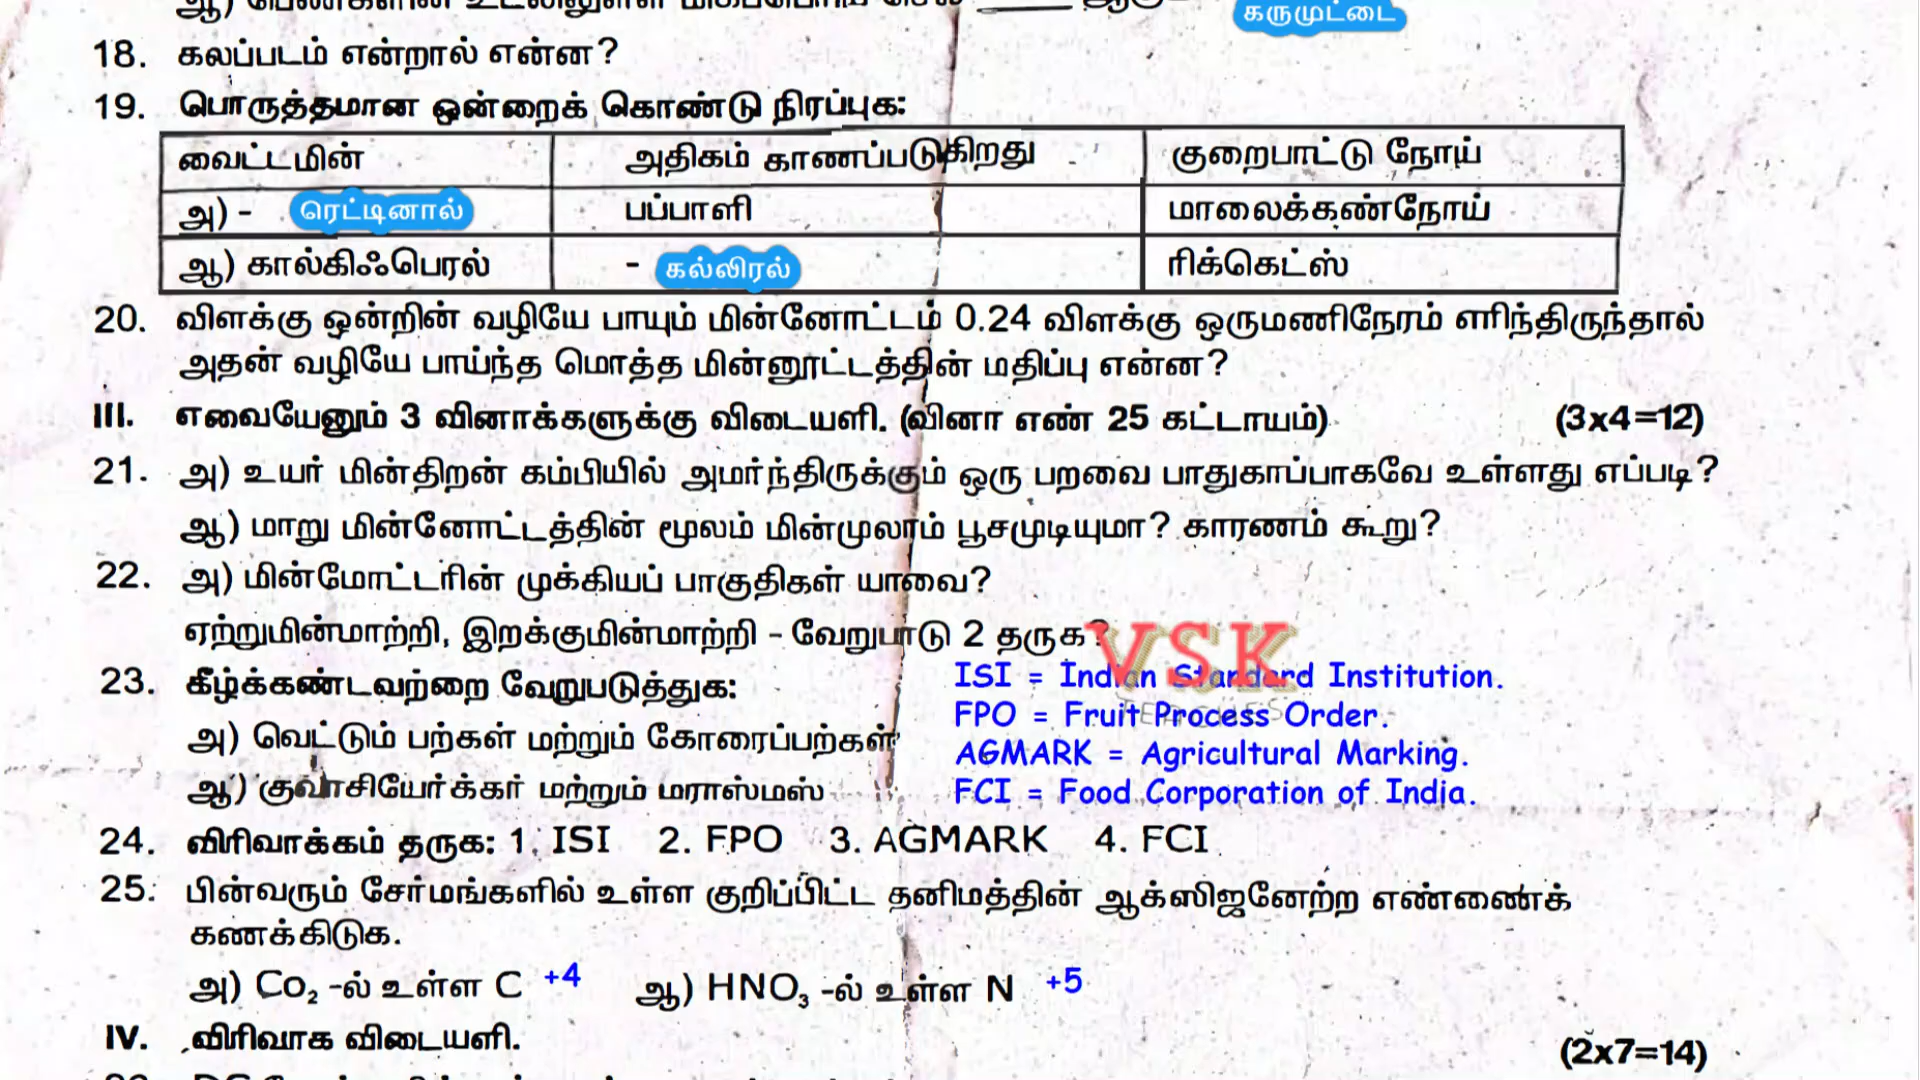 ஆ) பெண்களின் உடலிலுள்ள மிகப்பெரிய செல் _____ ஆகும் கருமுட்டை
18. கலப்படம் என்றால் என்ன?
19. பொருத்தமான ஒன்றைக் கொண்டு நிரப்புக:
வைட்டமின் அதிகம் காணப்படுகிறது குறைபாட்டு நோய்
அ) - ரெட்டினால் பப்பாளி மாலைக்கண்நோய்
ஆ) கால்கிஃபெரல் - கல்லிரல் ரிக்கெட்ஸ்
20. விளக்கு ஒன்றின் வழியே பாயும் மின்னோட்டம் 0.24 விளக்கு ஒருமணிநேரம் எரிந்திருந்தால்
அதன் வழியே பாய்ந்த மொத்த மின்னூட்டத்தின் மதிப்பு என்ன?
III. எவையேனும் 3 வினாக்களுக்கு விடையளி. (வினா எண் 25 கட்டாயம்) (3x4=12)
21. அ) உயர் மின்திறன் கம்பியில் அமர்ந்திருக்கும் ஒரு பறவை பாதுகாப்பாகவே உள்ளது எப்படி?
ஆ) மாறு மின்னோட்டத்தின் மூலம் மின்முலாம் பூசமுடியுமா? காரணம் கூறு?
22. அ) மின்மோட்டரின் முக்கியப் பாகுதிகள் யாவை?
ஏற்றுமின்மாற்றி, இறக்குமின்மாற்றி - வேறுபாடு 2 தருக?
VSK
TEACHES
23. கீழ்க்கண்டவற்றை வேறுபடுத்துக:
அ) வெட்டும் பற்கள் மற்றும் கோரைப்பற்கள்
ஆ) குவாசியோர்க்கர் மற்றும் மராஸ்மஸ்
ISI = Indian Standard Institution.
FPO = Fruit Process Order.
AGMARK = Agricultural Marking.
FCI = Food Corporation of India.
24. விரிவாக்கம் தருக: 1. ISI 2. FPO 3. AGMARK 4. FCI
25. பின்வரும் சேர்மங்களில் உள்ள குறிப்பிட்ட தனிமத்தின் ஆக்ஸிஜனேற்ற எண்ணைக்
கணக்கிடுக.
அ) Co₂ -ல் உள்ள C +4 ஆ) HNO₃ -ல் உள்ள N +5
IV. விரிவாக விடையளி. (2x7=14)